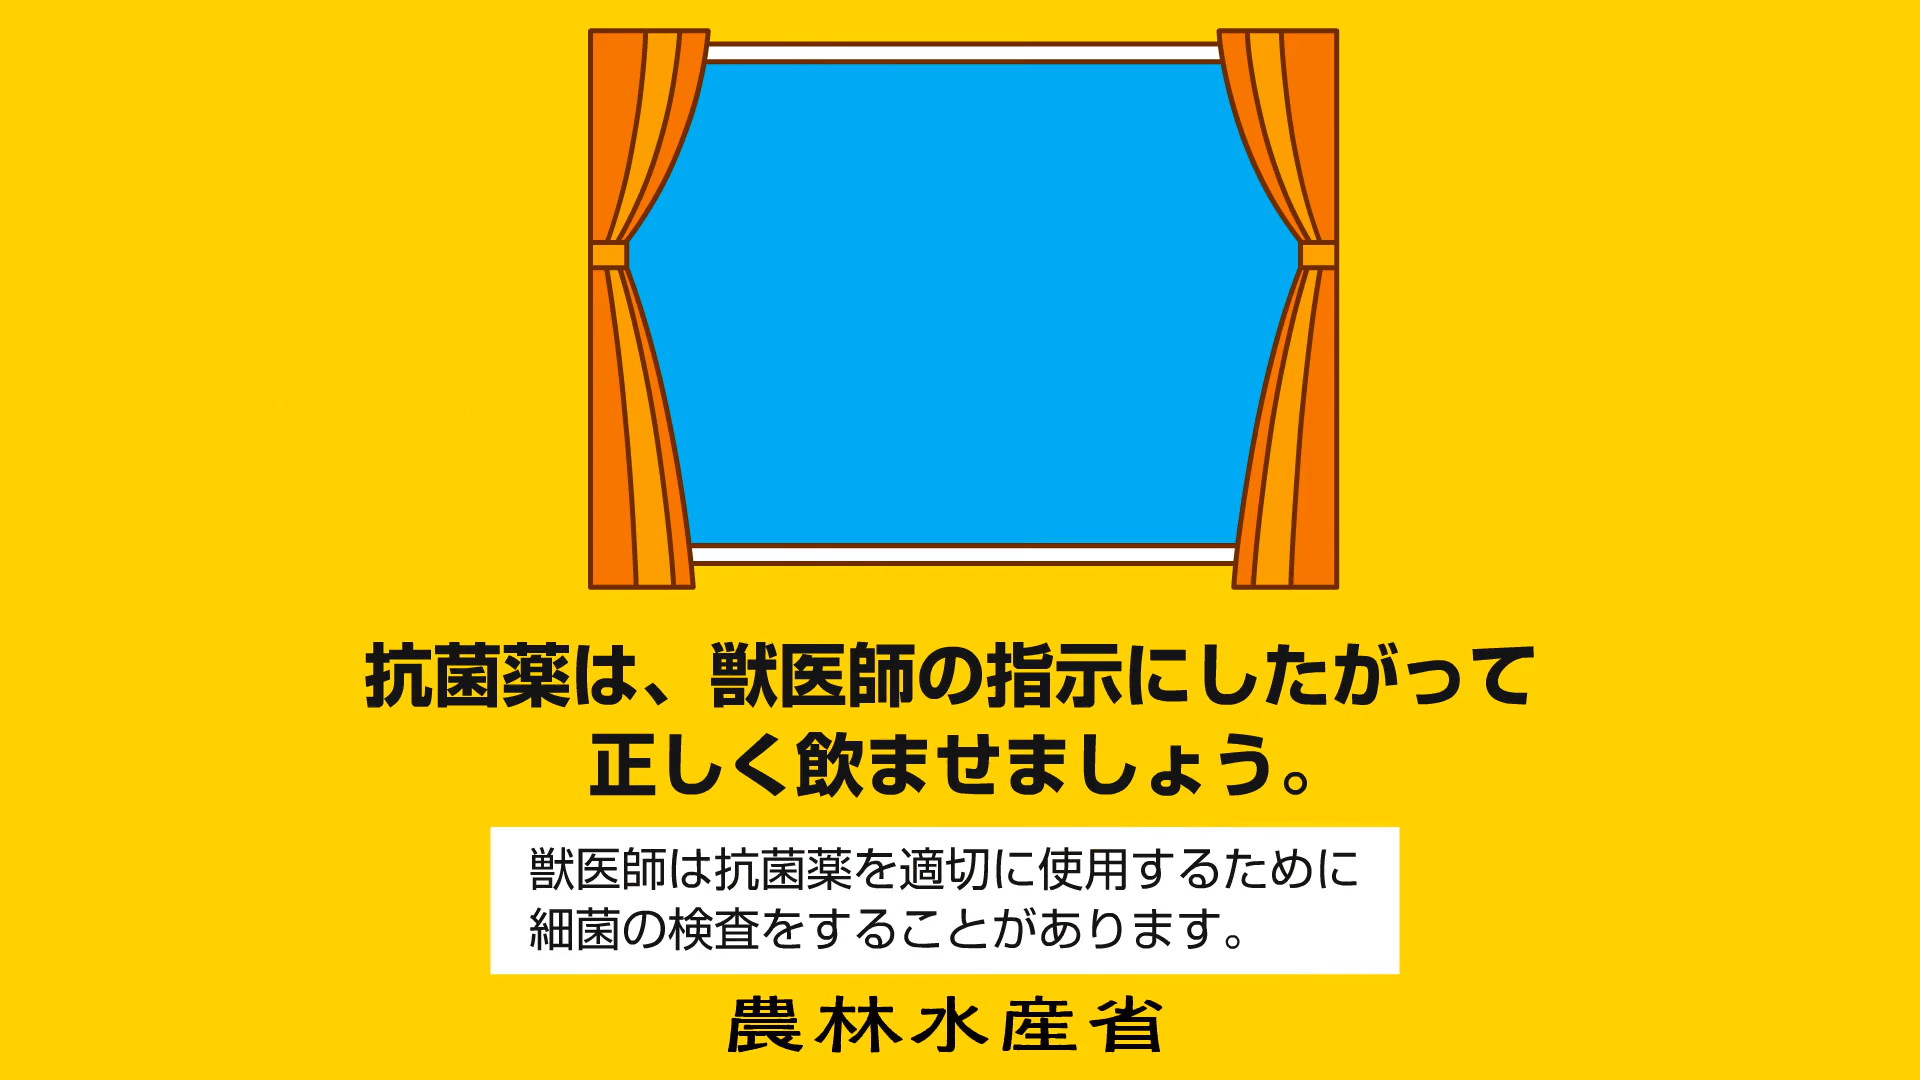 抗菌薬は、獣医師の指示にしたがって
正しく飲ませましょう。
獣医師は抗菌薬を適切に使用するために
細菌の検査をすることがあります。
農林水産省